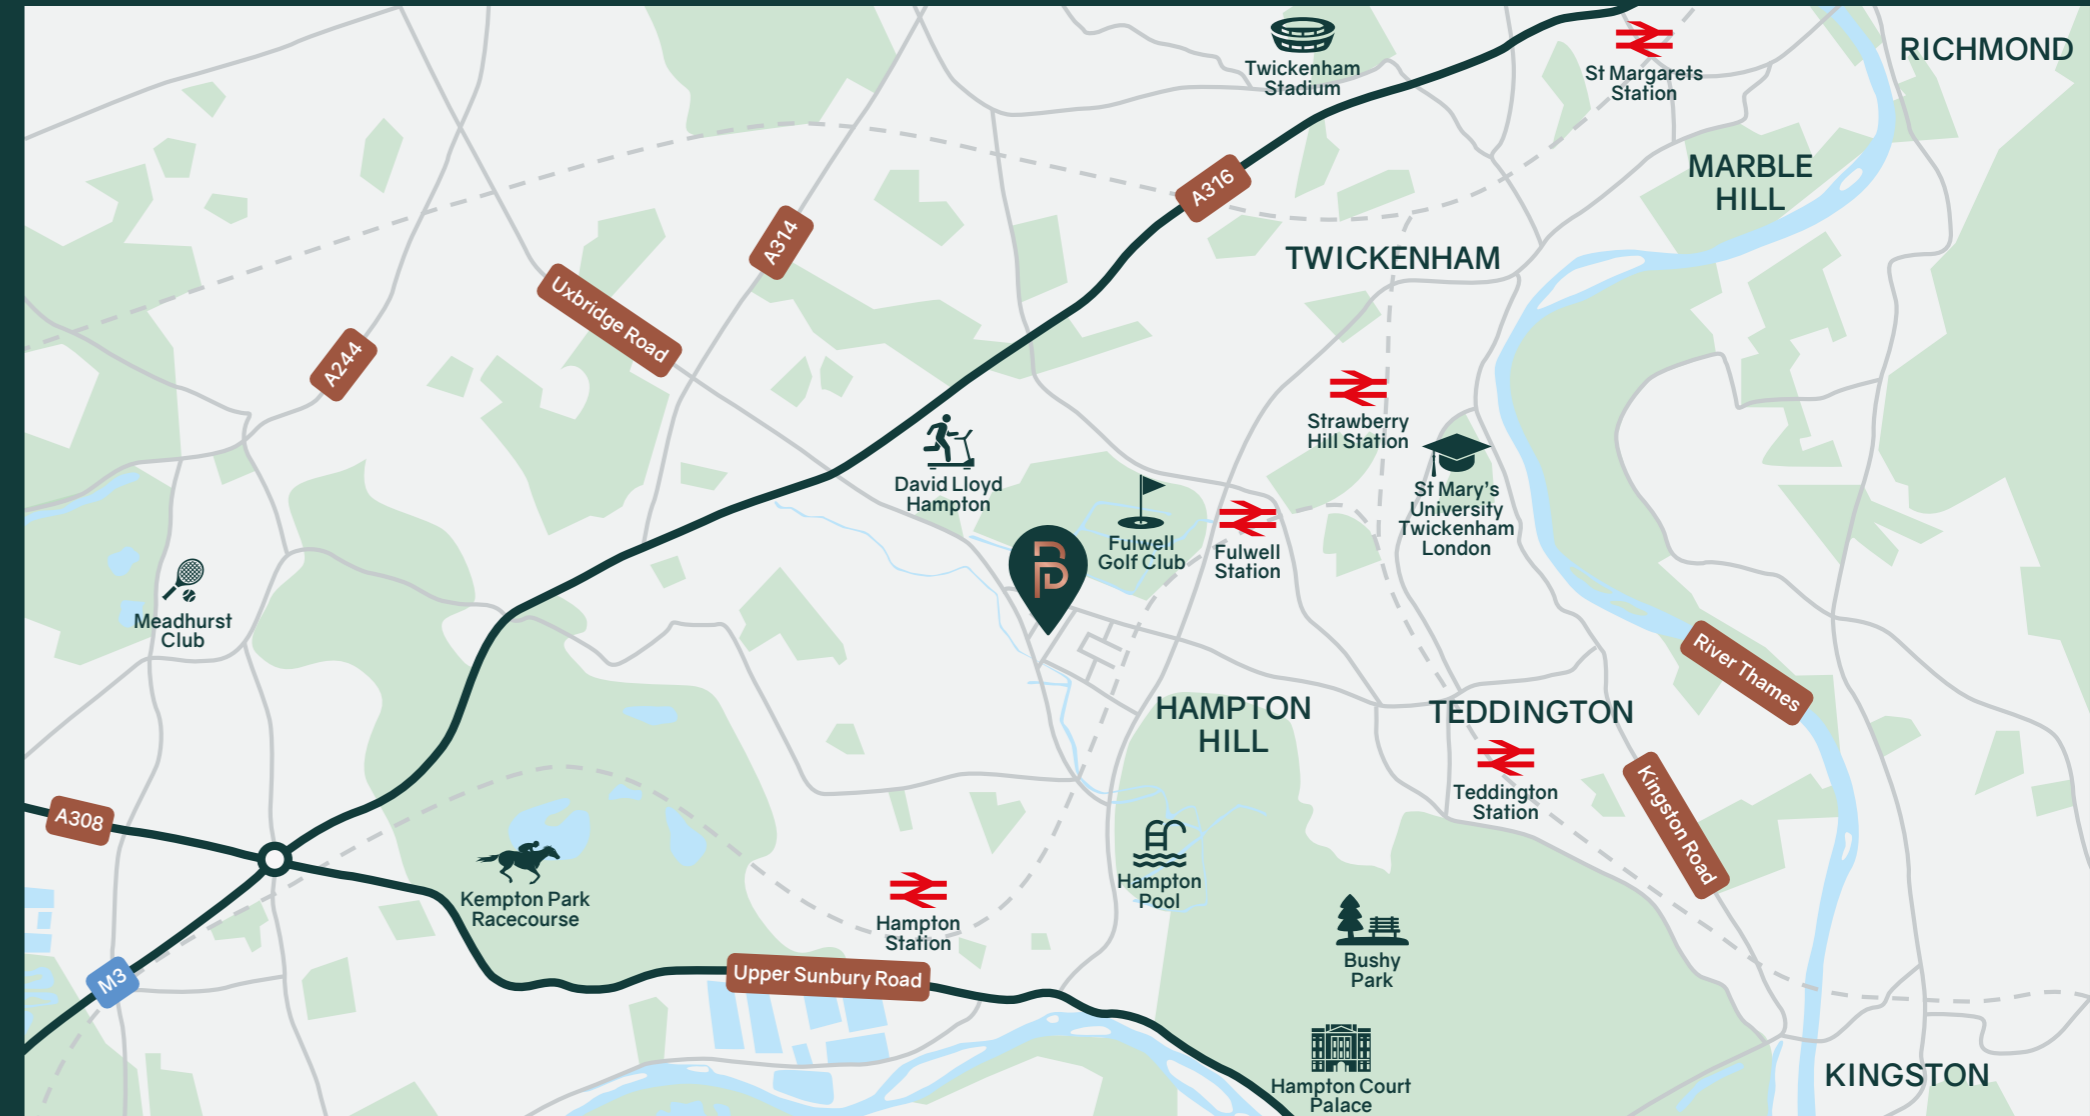 Twickenham
Stadium
St Margarets
Station
RICHMOND
MARBLE
HILL
A316
A314
TWICKENHAM
Uxbridge Road
A244
Strawberry
Hill Station
David Lloyd
Hampton
St Mary's
University
Twickenham
London
Fulwell
Golf Club
Fulwell
Station
Meadhurst
Club
River Thames
HAMPTON
HILL
TEDDINGTON
Teddington
Station
Kingston Road
A308
Kempton Park
Racecourse
Hampton
Pool
Hampton
Station
Bushy
Park
M3
Upper Sunbury Road
Hampton Court
Palace
KINGSTON